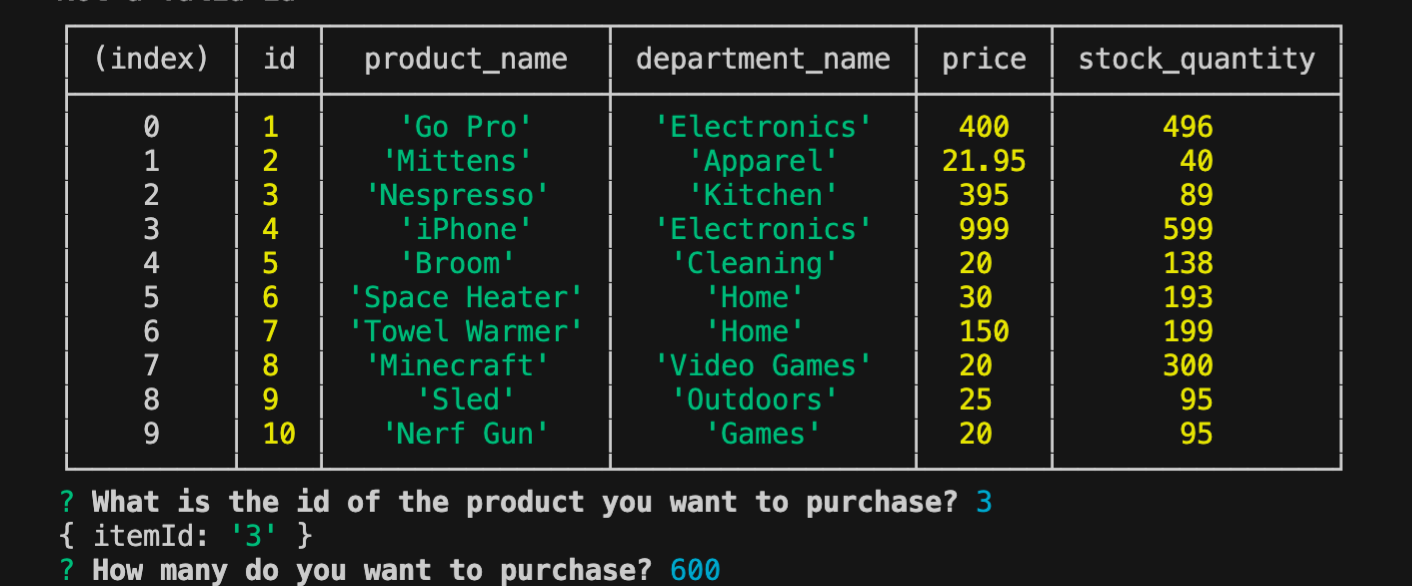 (index) id product_name department_name price stock_quantity
0 1 'Go Pro' 'Electronics' 400 496
1 2 'Mittens' 'Apparel' 21.95 40
2 3 'Nespresso' 'Kitchen' 395 89
3 4 'iPhone' 'Electronics' 999 599
4 5 'Broom' 'Cleaning' 20 138
5 6 'Space Heater' 'Home' 30 193
6 7 'Towel Warmer' 'Home' 150 199
7 8 'Minecraft' 'Video Games' 20 300
8 9 'Sled' 'Outdoors' 25 95
9 10 'Nerf Gun' 'Games' 20 95
? What is the id of the product you want to purchase? 3
{ itemId: '3' }
? How many do you want to purchase? 600